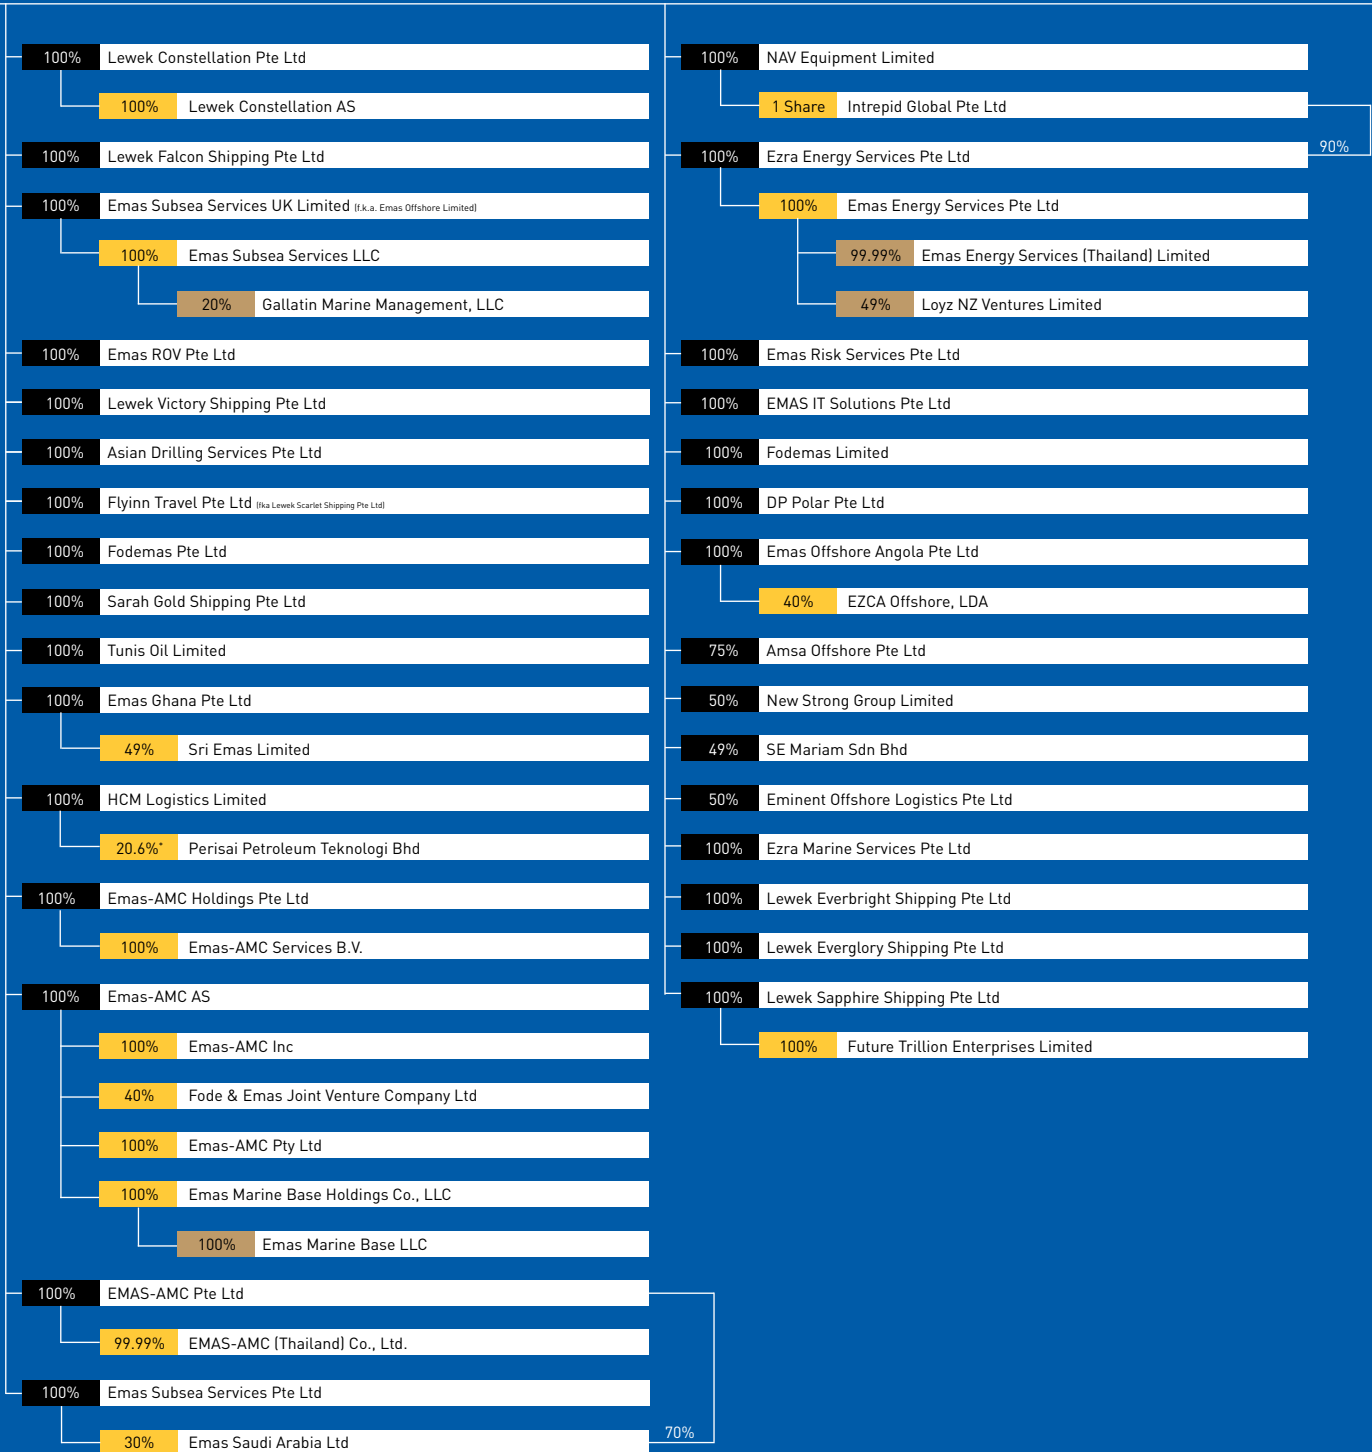 100% Lewek Constellation Pte Ltd
100% Lewek Constellation AS
100% Lewek Falcon Shipping Pte Ltd
100% Emas Subsea Services UK Limited (f.k.a. Emas Offshore Limited)
100% Emas Subsea Services LLC
20% Gallatin Marine Management, LLC
100% Emas ROV Pte Ltd
100% Lewek Victory Shipping Pte Ltd
100% Asian Drilling Services Pte Ltd
100% Flyinn Travel Pte Ltd (fka Lewek Scarlet Shipping Pte Ltd)
100% Fodemas Pte Ltd
100% Sarah Gold Shipping Pte Ltd
100% Tunis Oil Limited
100% Emas Ghana Pte Ltd
49% Sri Emas Limited
100% HCM Logistics Limited
20.6%* Perisai Petroleum Teknologi Bhd
100% Emas-AMC Holdings Pte Ltd
100% Emas-AMC Services B.V.
100% Emas-AMC AS
100% Emas-AMC Inc
40% Fode & Emas Joint Venture Company Ltd
100% Emas-AMC Pty Ltd
100% Emas Marine Base Holdings Co., LLC
100% Emas Marine Base LLC
100% EMAS-AMC Pte Ltd
99.99% EMAS-AMC (Thailand) Co., Ltd.
100% Emas Subsea Services Pte Ltd
30% Emas Saudi Arabia Ltd
70%
100% NAV Equipment Limited
1 Share Intrepid Global Pte Ltd
90%
100% Ezra Energy Services Pte Ltd
100% Emas Energy Services Pte Ltd
99.99% Emas Energy Services (Thailand) Limited
49% Loyz NZ Ventures Limited
100% Emas Risk Services Pte Ltd
100% EMAS IT Solutions Pte Ltd
100% Fodemas Limited
100% DP Polar Pte Ltd
100% Emas Offshore Angola Pte Ltd
40% EZCA Offshore, LDA
75% Amsa Offshore Pte Ltd
50% New Strong Group Limited
49% SE Mariam Sdn Bhd
50% Eminent Offshore Logistics Pte Ltd
100% Ezra Marine Services Pte Ltd
100% Lewek Everbright Shipping Pte Ltd
100% Lewek Everglory Shipping Pte Ltd
100% Lewek Sapphire Shipping Pte Ltd
100% Future Trillion Enterprises Limited